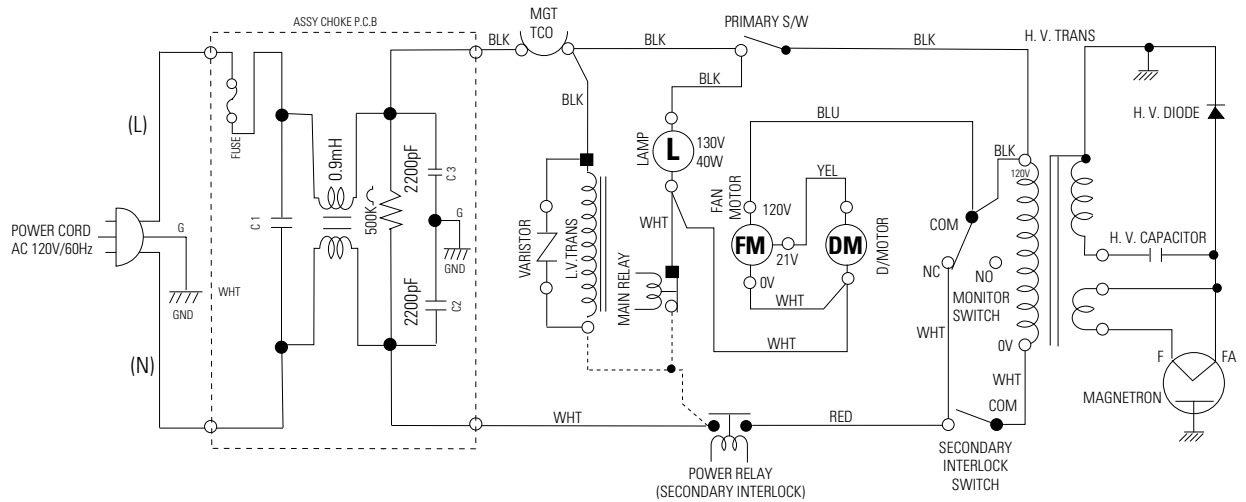 ASSY CHOKE P.C.B
(L)
FUSE
POWER CORD
AC 120V/60Hz
G
GND
WHT
(N)
C 1
0.9mH
500K
2200pF
C 3
G
GND
2200pF
C2
BLK
MGT
TCO
BLK
PRIMARY S/W
BLK
H. V. TRANS
BLK
BLK
LAMP
L
130V
40W
VARISTOR
L.V.TRANS
WHT
MAIN RELAY
BLU
YEL
FAN
MOTOR
120V
FM
21V
0V
DM
D/MOTOR
WHT
WHT
BLK
120V
COM
NC
NO
MONITOR
SWITCH
WHT
0V
WHT
COM
SECONDARY
INTERLOCK
SWITCH
WHT
RED
POWER RELAY
(SECONDARY INTERLOCK)
H. V. DIODE
H. V. CAPACITOR
F
FA
MAGNETRON